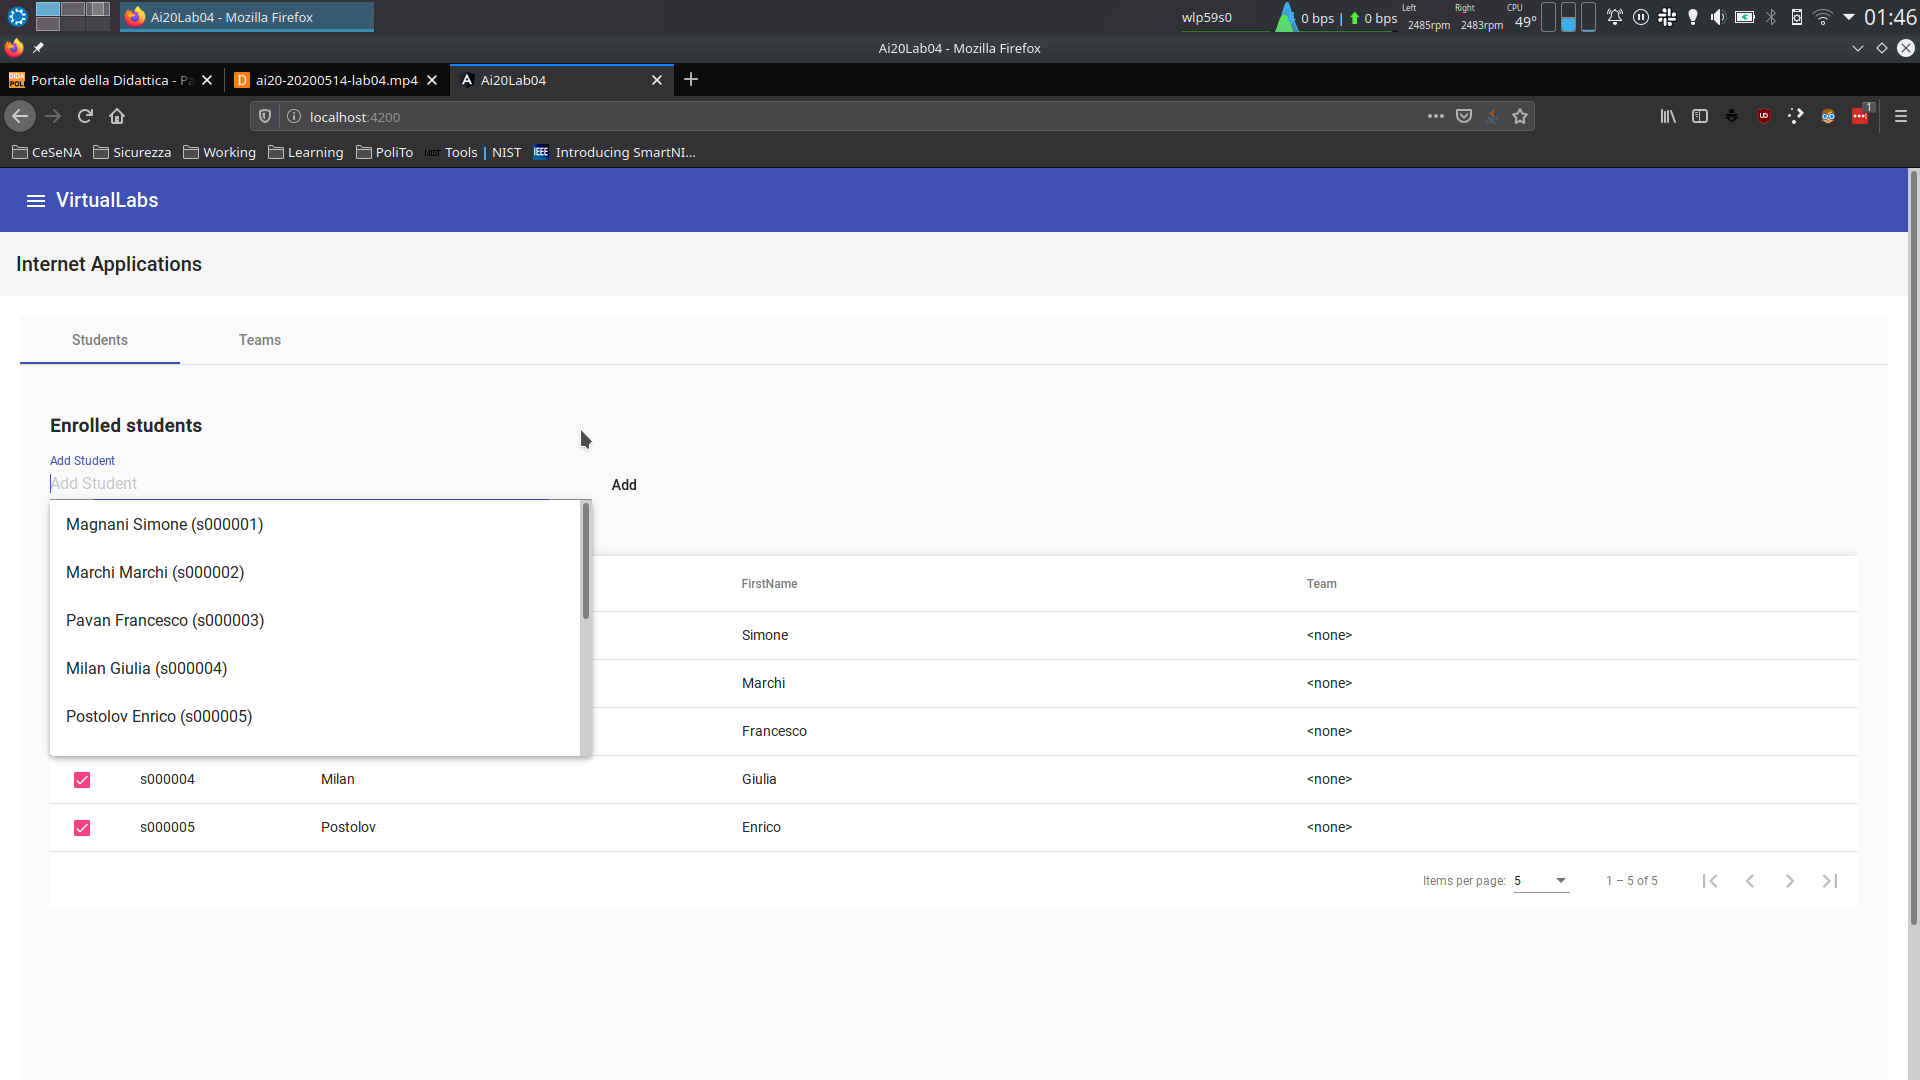 Ai20Lab04 - Mozilla Firefox
wlp59s0
0 bps | 0 bps
Left
2485rpm
Right
2483rpm
CPU
49°
01:46
Ai20Lab04 - Mozilla Firefox
Portale della Didattica - Pa
ai20-20200514-lab04.mp4
Ai20Lab04
localhost:4200
1
CeSeNA
Sicurezza
Working
Learning
PoliTo
NIST Tools | NIST
IEEE Introducing SmartNI...
VirtualLabs
Internet Applications
Students
Teams
Enrolled students
Add Student
Add Student
Add
Magnani Simone (s000001)
Marchi Marchi (s000002)
Pavan Francesco (s000003)
Milan Giulia (s000004)
Postolov Enrico (s000005)
FirstName Team
Simone <none>
Marchi <none>
Francesco <none>
s000004 Milan Giulia <none>
s000005 Postolov Enrico <none>
Items per page: 5 1 – 5 of 5